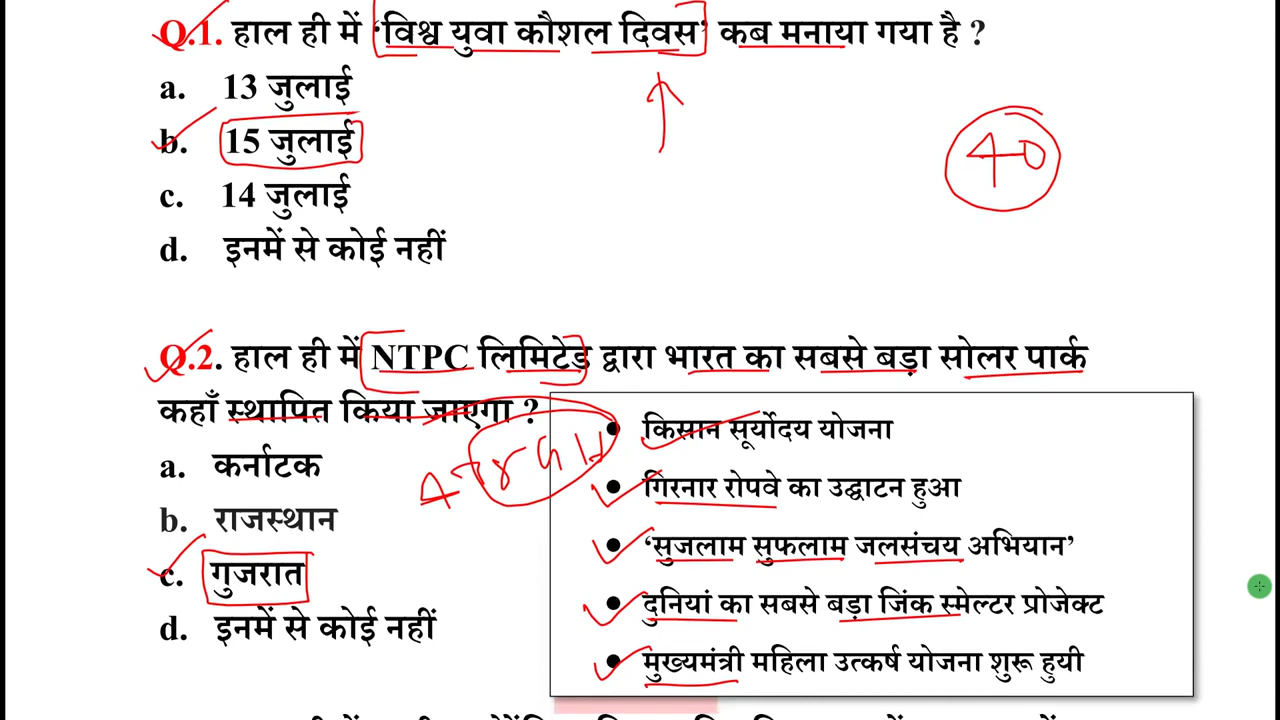 Q.1. हाल ही में ‘विश्व युवा कौशल दिवस’ कब मनाया गया है ?
a. 13 जुलाई
b. 15 जुलाई
c. 14 जुलाई
d. इनमें से कोई नहीं
40
Q.2. हाल ही में NTPC लिमिटेड द्वारा भारत का सबसे बड़ा सोलर पार्क
कहाँ स्थापित किया जाएगा ?
a. कर्नाटक
b. राजस्थान
c. गुजरात
d. इनमें से कोई नहीं
• किसान सूर्योदय योजना
• गिरनार रोपवे का उद्घाटन हुआ
• ‘सुजलाम सुफलाम जलसंचय अभियान’
• दुनियां का सबसे बड़ा जिंक स्मेल्टर प्रोजेक्ट
• मुख्यमंत्री महिला उत्कर्ष योजना शुरू हुयी